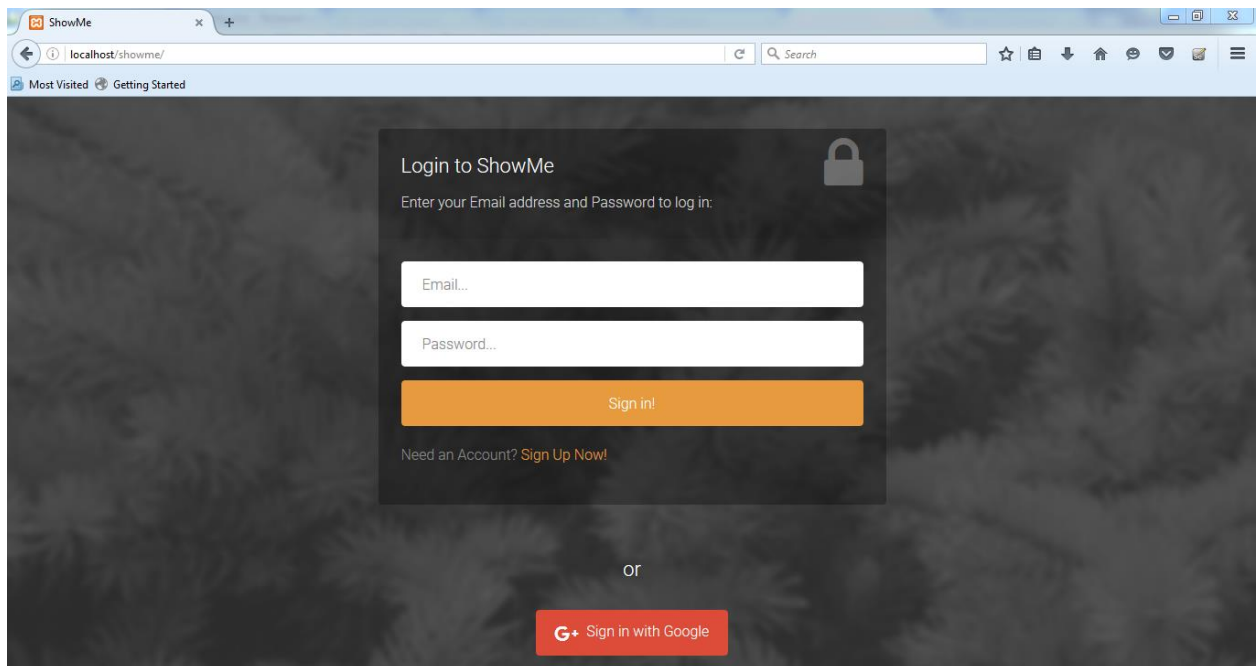 ShowMe
localhost/showme/
Search
Most Visited Getting Started
Login to ShowMe
Enter your Email address and Password to log in:
Email...
Password...
Sign in!
Need an Account? Sign Up Now!
or
G+ Sign in with Google